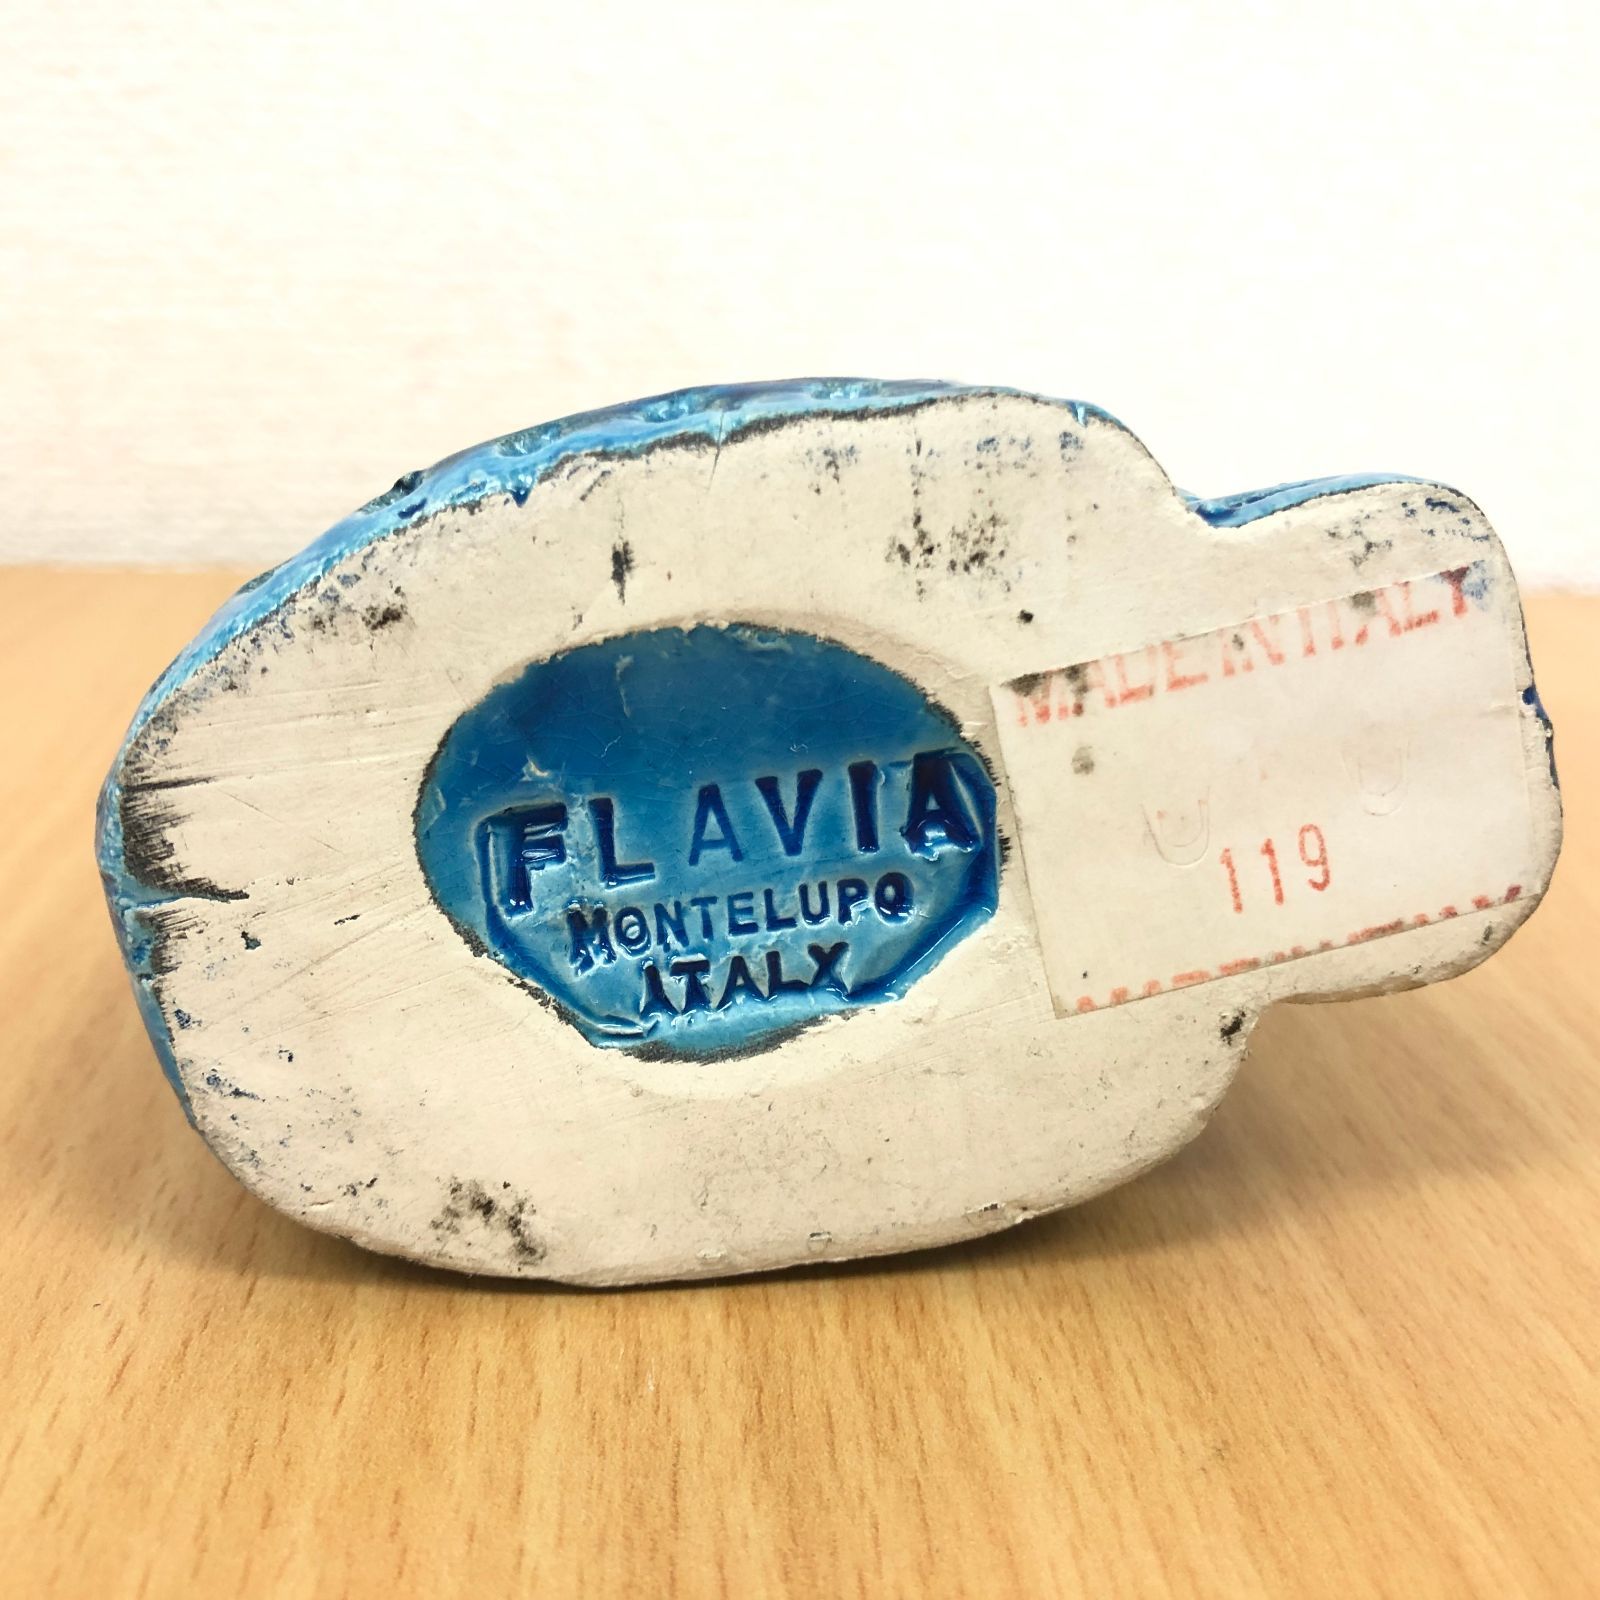 FLAVIA
MONTELUPO
ITALY
MADE IN ITALY
119